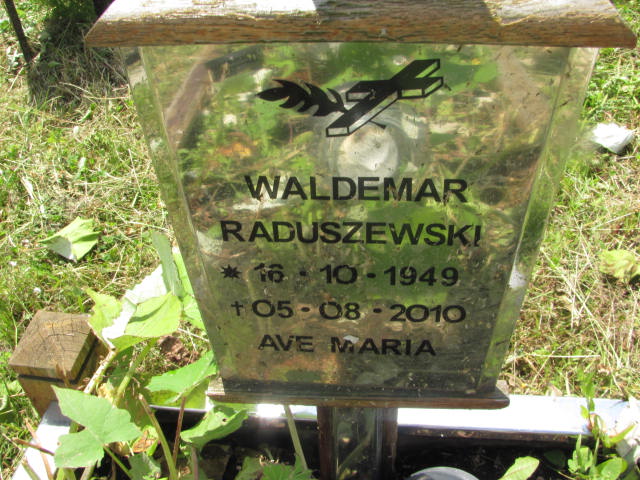 WALDEMAR
RADUSZEWSKI
* 16 · 10 · 1949
✝ 05 · 08 · 2010
AVE MARIA